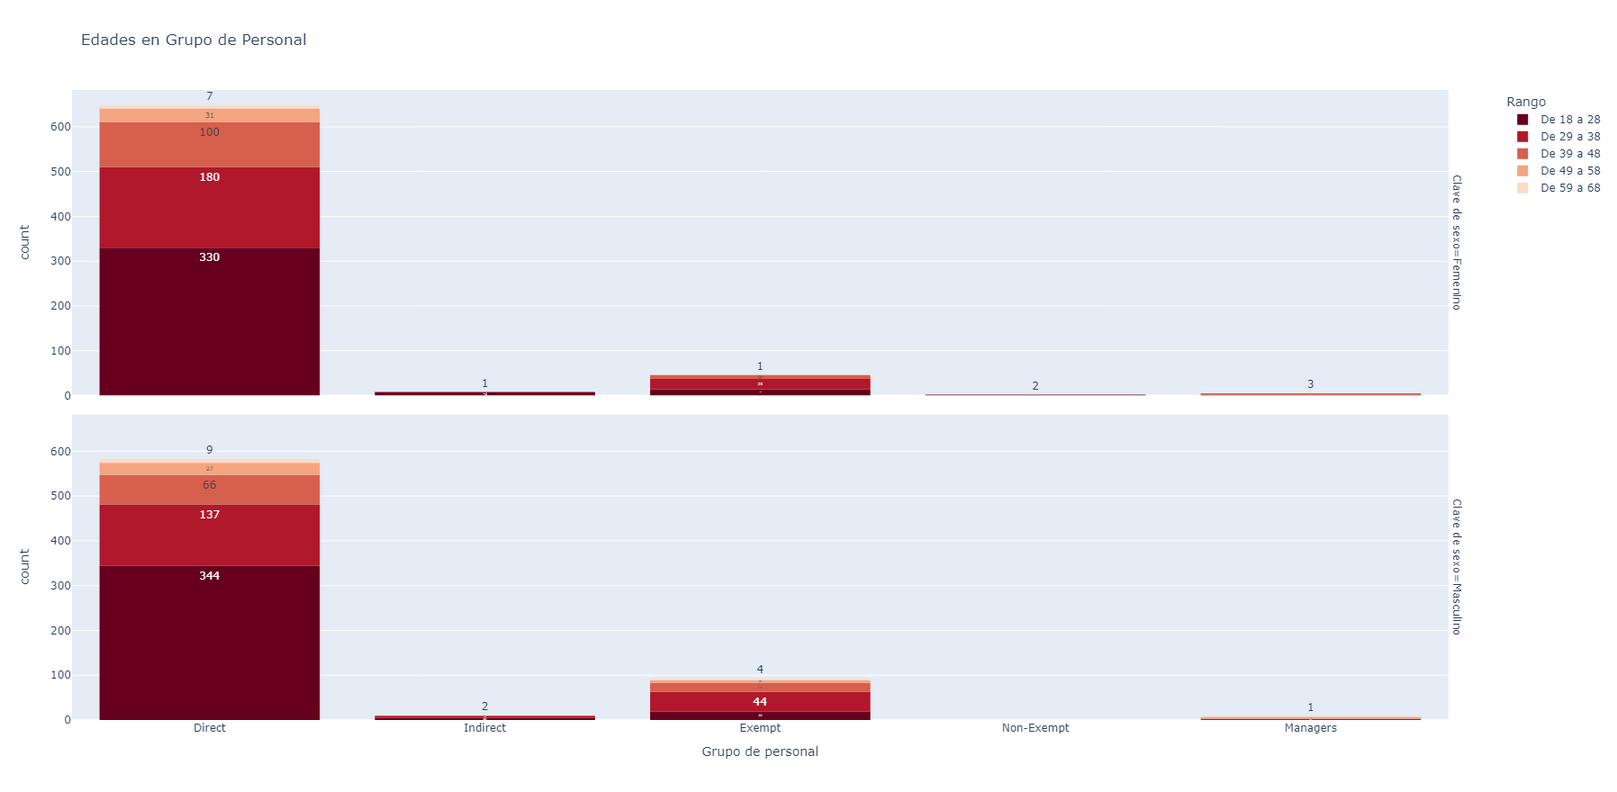 Edades en Grupo de Personal
7
31
100
180
330
1
1
2
3
600
500
400
300
200
100
0
count
Clave de sexo=Femenino
9
27
66
137
344
2
4
44
1
600
500
400
300
200
100
0
count
Clave de sexo=Masculino
Direct
Indirect
Exempt
Non-Exempt
Managers
Grupo de personal
Rango
De 18 a 28
De 29 a 38
De 39 a 48
De 49 a 58
De 59 a 68